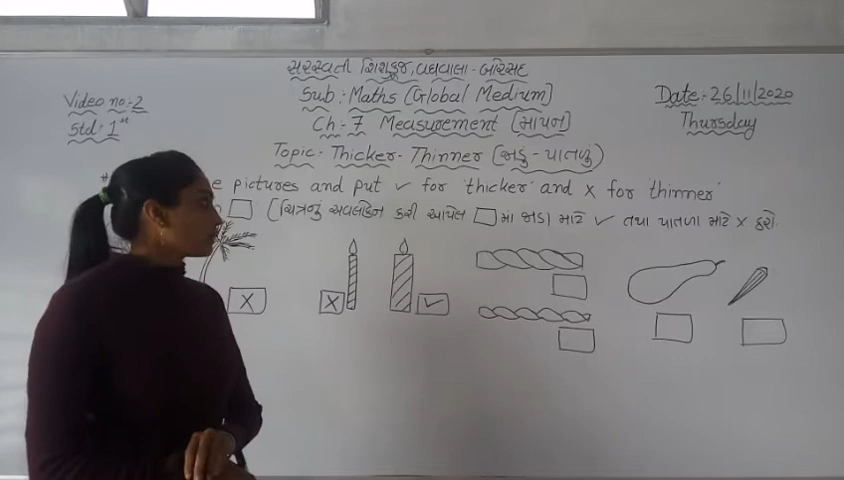 સરસ્વતી શિશુકુંજ, વઘવાલા - બોરસદ
Video no:- 2
Sub : Maths [Global Medium]
Date:- 26/11/2020
Std:- 1st
Ch:- 7 Measurement [માપન]
Thursday
Topic:- Thicker - Thinner (જાડું - પાતળું)
pictures and put ✓ for 'thicker' and X for 'thinner'
(ચિત્રનું અવલોકન કરી આપેલ □ મા જાડા માટે ✓ તથા પાતળા માટે X કરો.
X X ✓